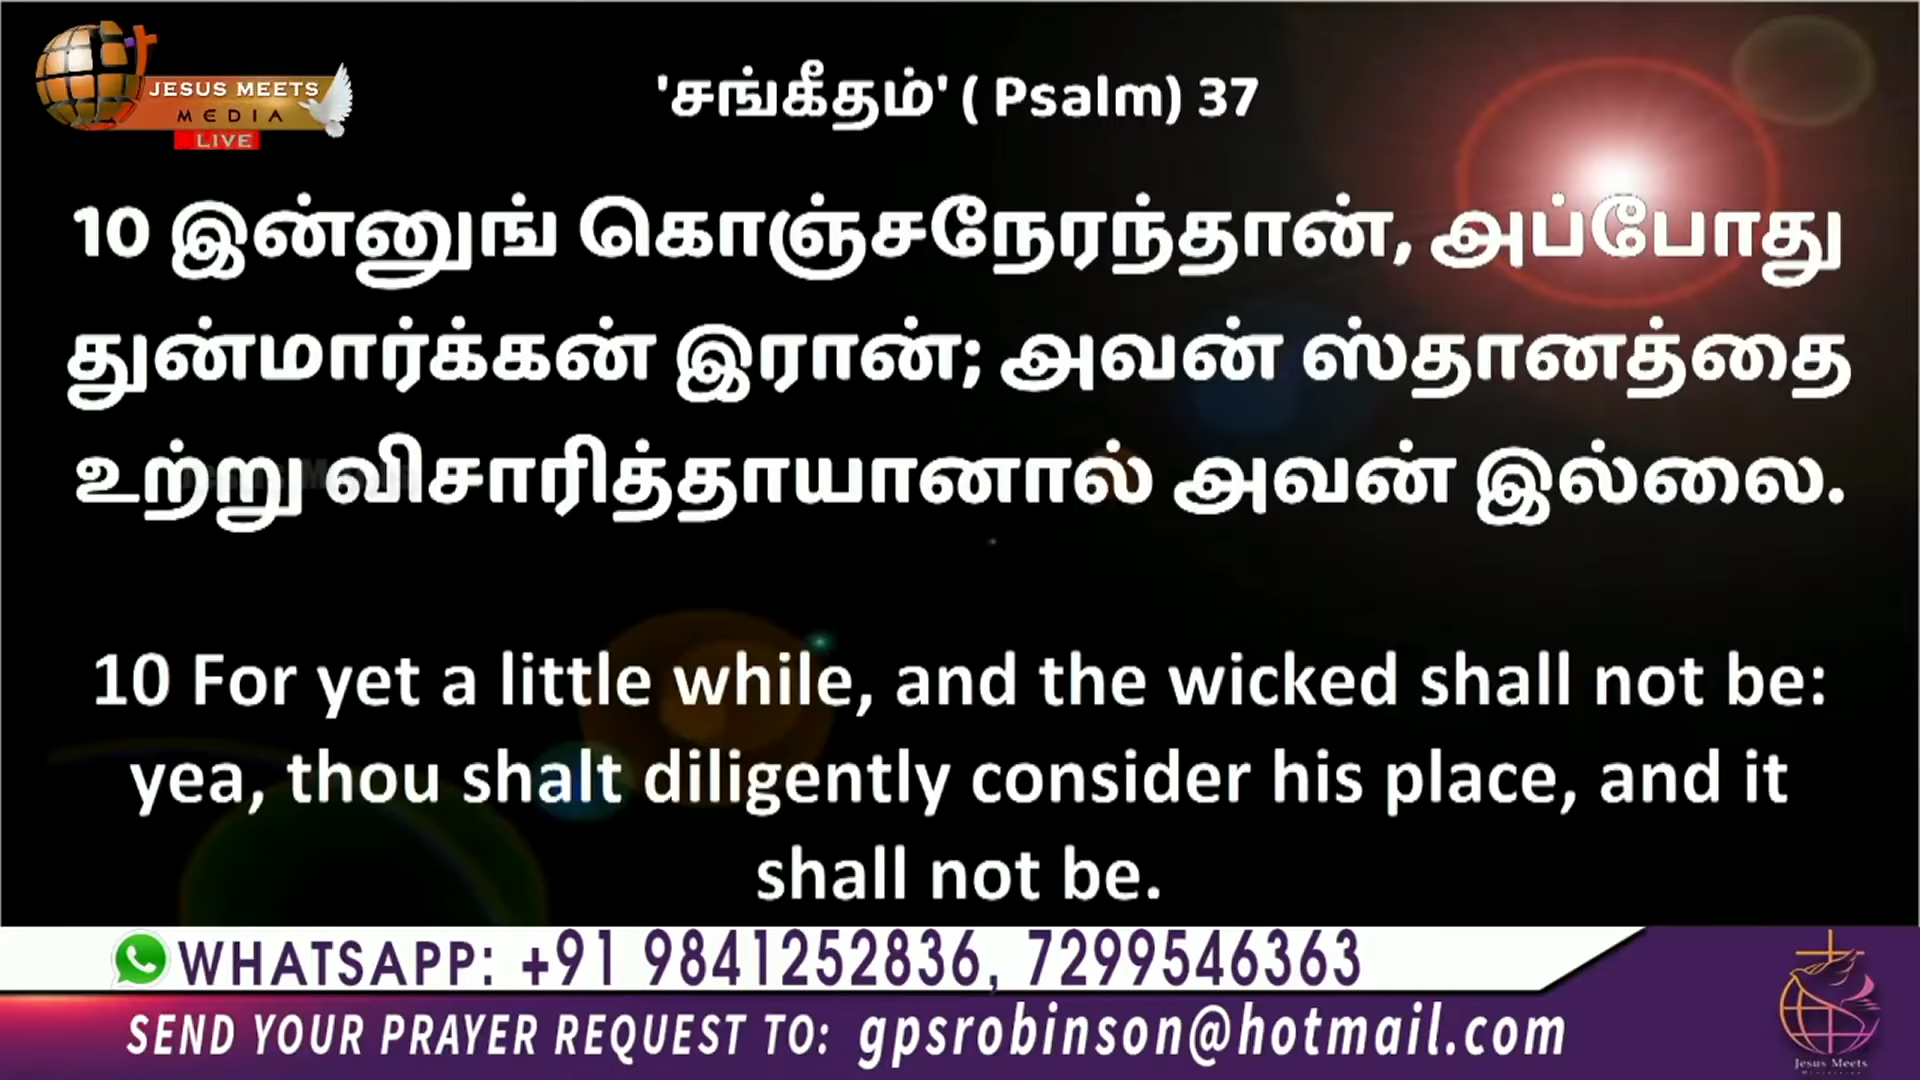 JESUS MEETS
MEDIA
LIVE
'சங்கீதம்' ( Psalm) 37
10 இன்னுங் கொஞ்சநேரந்தான், அப்போது
துன்மார்க்கன் இரான்; அவன் ஸ்தானத்தை
உற்று விசாரித்தாயானால் அவன் இல்லை.
10 For yet a little while, and the wicked shall not be:
yea, thou shalt diligently consider his place, and it
shall not be.
WHATSAPP: +91 9841252836, 7299546363
SEND YOUR PRAYER REQUEST TO: gpsrobinson@hotmail.com
Jesus Meets